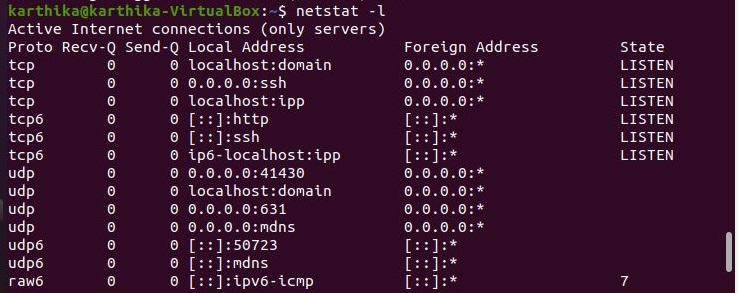 karthika@karthika-VirtualBox:~$ netstat -l
Active Internet connections (only servers)
Proto Recv-Q Send-Q Local Address Foreign Address State
tcp 0 0 localhost:domain 0.0.0.0:* LISTEN
tcp 0 0 0.0.0.0:ssh 0.0.0.0:* LISTEN
tcp 0 0 localhost:ipp 0.0.0.0:* LISTEN
tcp6 0 0 [::]:http [::]:* LISTEN
tcp6 0 0 [::]:ssh [::]:* LISTEN
tcp6 0 0 ip6-localhost:ipp [::]:* LISTEN
udp 0 0 0.0.0.0:41430 0.0.0.0:*
udp 0 0 localhost:domain 0.0.0.0:*
udp 0 0 0.0.0.0:631 0.0.0.0:*
udp 0 0 0.0.0.0:mdns 0.0.0.0:*
udp6 0 0 [::]:50723 [::]:*
udp6 0 0 [::]:mdns [::]:*
raw6 0 0 [::]:ipv6-icmp [::]:* 7